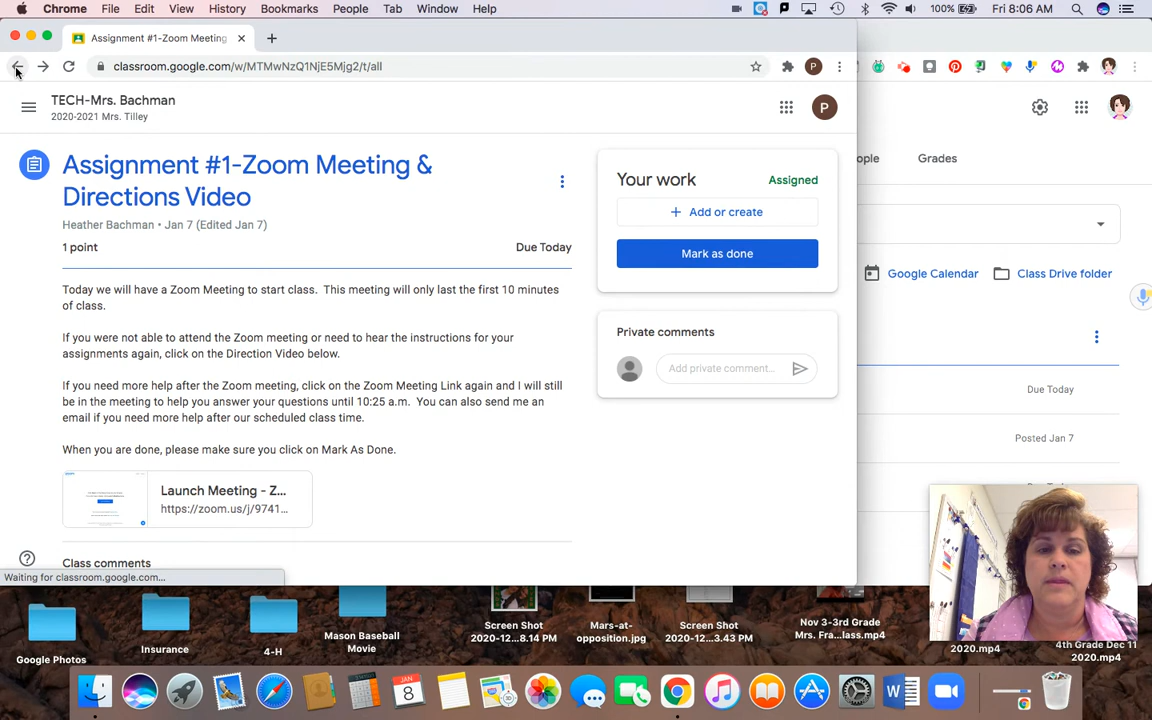 Chrome File Edit View History Bookmarks People Tab Window Help
100% Fri 8:06 AM
Assignment #1-Zoom Meeting
classroom.google.com/w/MTMwNzQ1NjE5Mjg2/t/all
P
TECH-Mrs. Bachman
2020-2021 Mrs. Tilley
P
ople Grades
Assignment #1-Zoom Meeting &
Directions Video
Heather Bachman • Jan 7 (Edited Jan 7)
1 point Due Today
Today we will have a Zoom Meeting to start class. This meeting will only last the first 10 minutes
of class.
If you were not able to attend the Zoom meeting or need to hear the instructions for your
assignments again, click on the Direction Video below.
If you need more help after the Zoom meeting, click on the Zoom Meeting Link again and I will still
be in the meeting to help you answer your questions until 10:25 a.m. You can also send me an
email if you need more help after our scheduled class time.
When you are done, please make sure you click on Mark As Done.
Launch Meeting - Z...
https://zoom.us/j/9741...
Class comments
Your work Assigned
+ Add or create
Mark as done
Private comments
Add private comment...
Google Calendar Class Drive folder
Due Today
Posted Jan 7
Waiting for classroom.google.com...
Google Photos
Insurance
4-H
Mason Baseball
Movie
Screen Shot
2020-12...8.14 PM
Mars-at-
opposition.jpg
Screen Shot
2020-12...3.43 PM
Nov 3-3rd Grade
Mrs. Fra...lass.mp4
2020.mp4
4th Grade Dec 11
2020.mp4
JAN
8